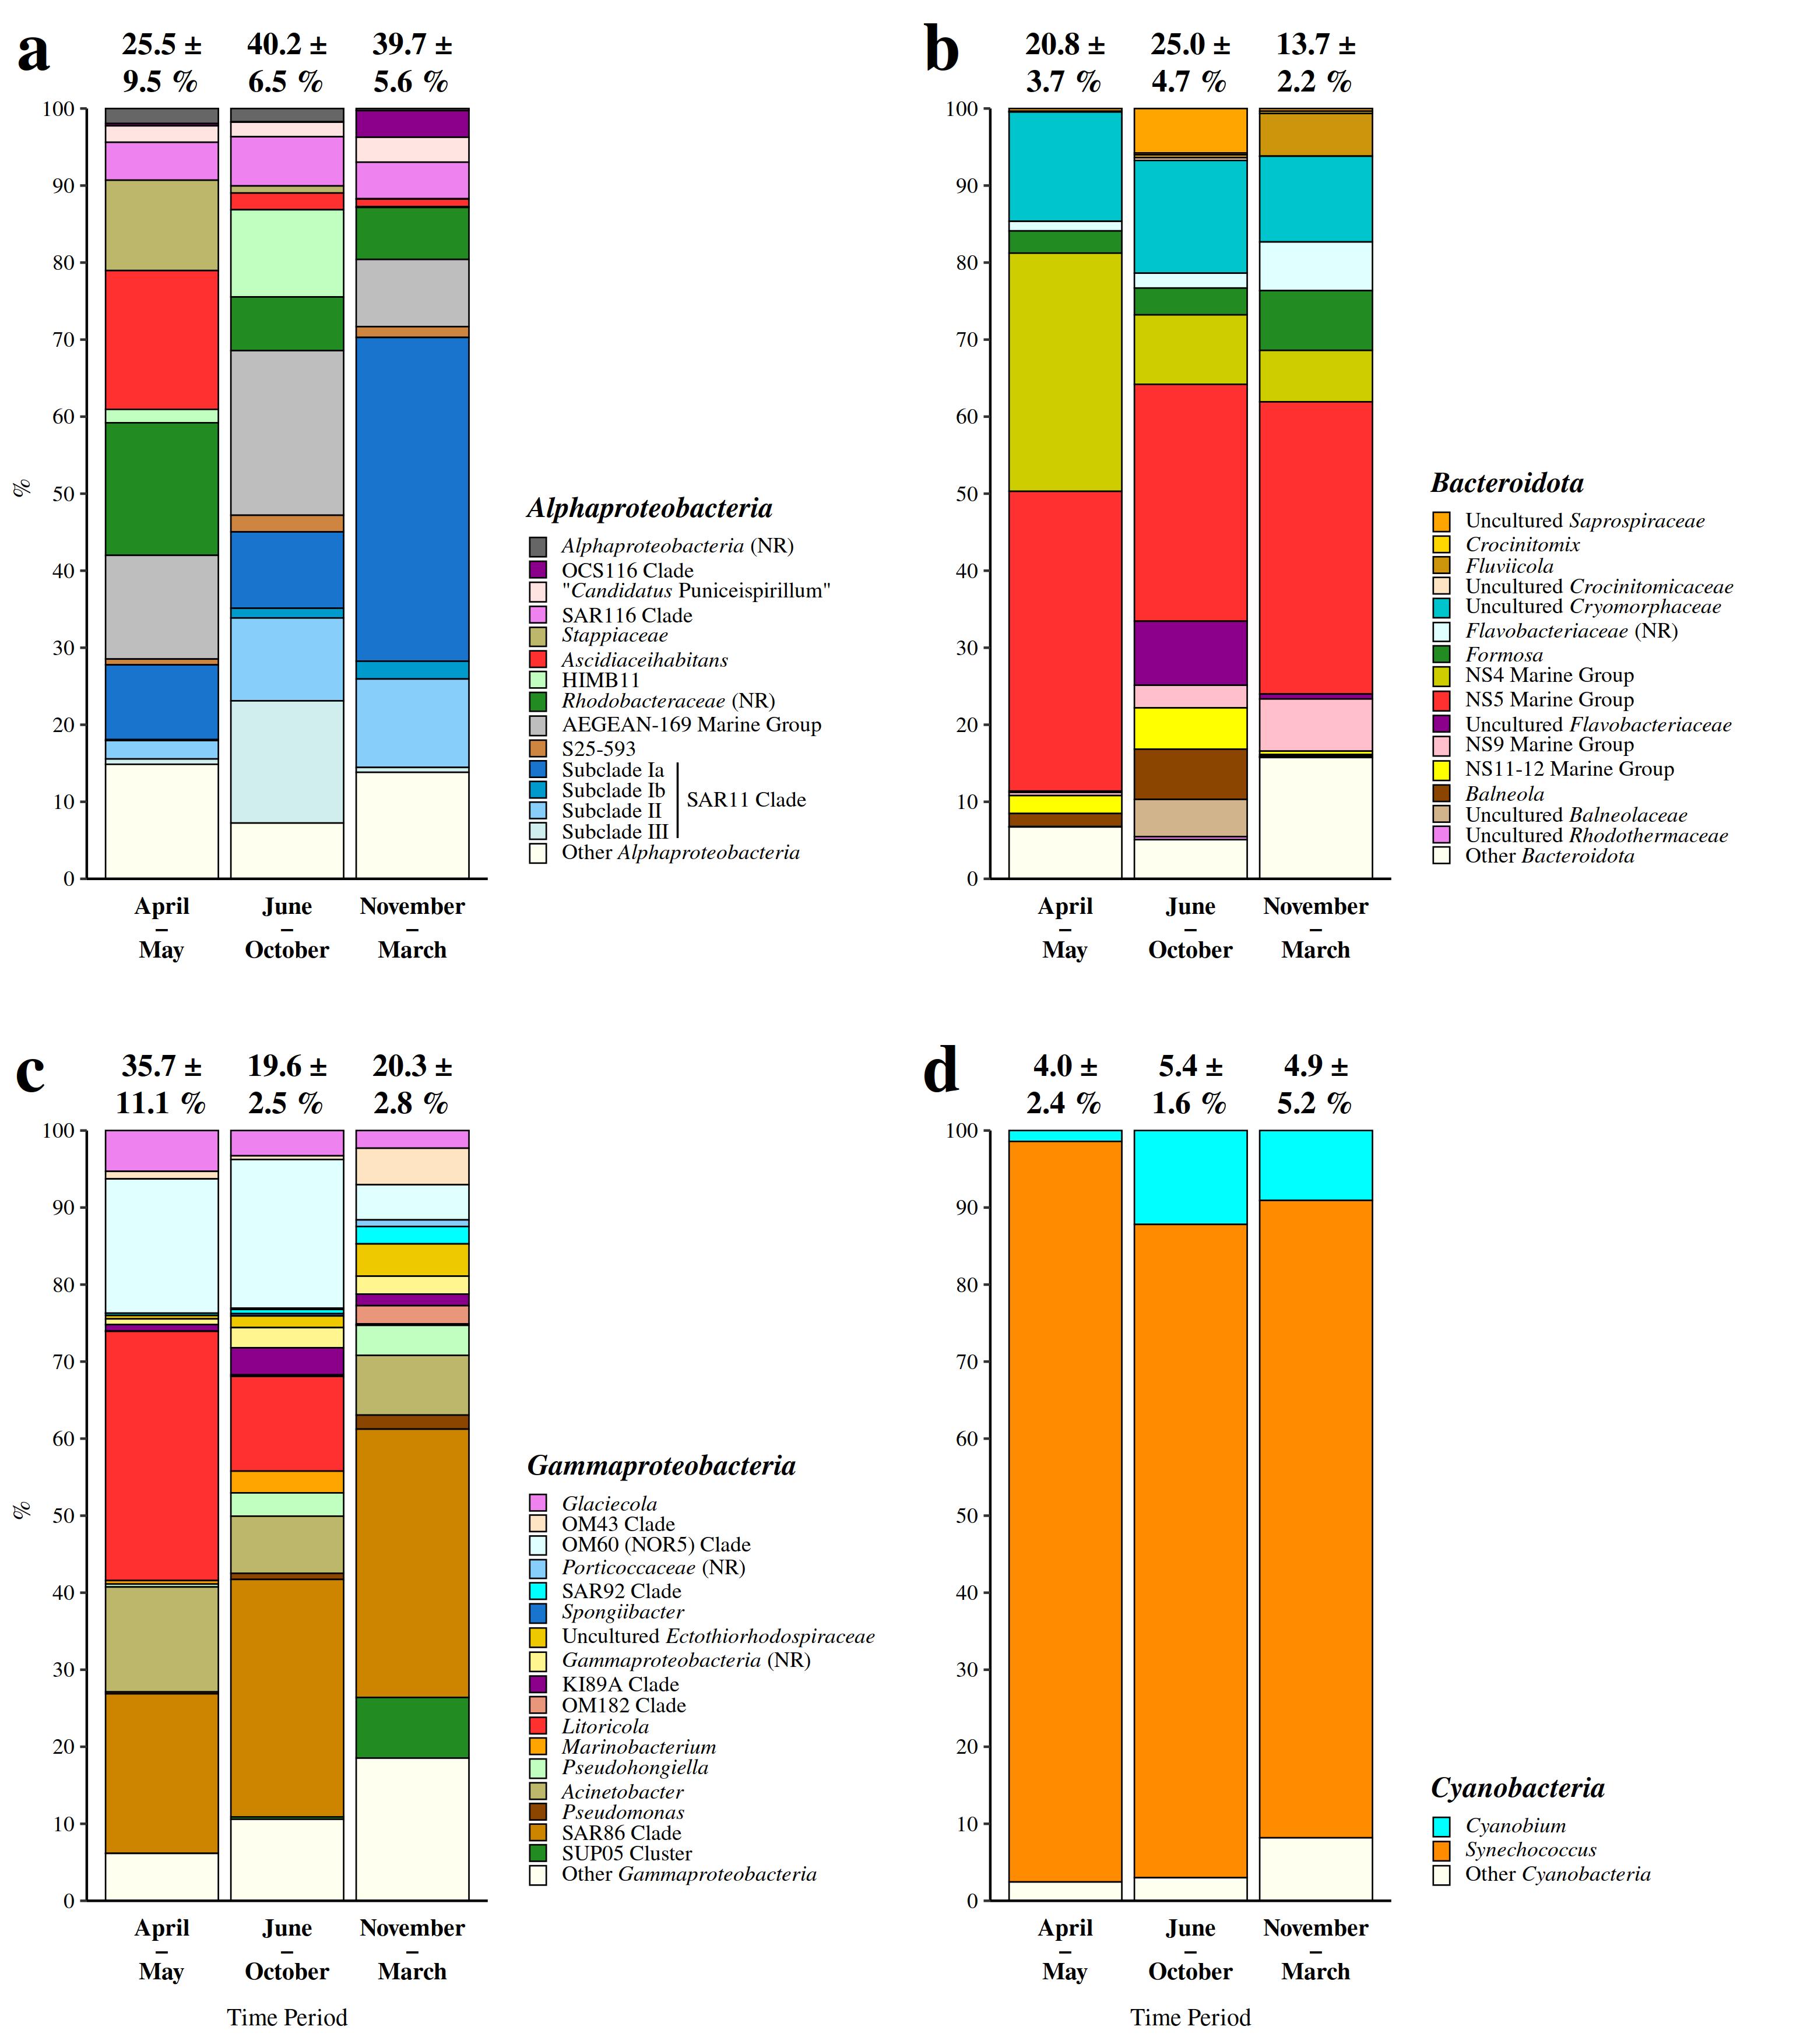 a
25.5 ± 40.2 ± 39.7 ±
9.5 % 6.5 % 5.6 %
100
90
80
70
60
50
40
30
20
10
0
%
April June November
– – –
May October March
Alphaproteobacteria
Alphaproteobacteria (NR)
OCS116 Clade
"Candidatus Puniceispirillum"
SAR116 Clade
Stappiaceae
Ascidiaceihabitans
HIMB11
Rhodobacteraceae (NR)
AEGEAN-169 Marine Group
S25-593
Subclade Ia
Subclade Ib
Subclade II
Subclade III
SAR11 Clade
Other Alphaproteobacteria
b
20.8 ± 25.0 ± 13.7 ±
3.7 % 4.7 % 2.2 %
100
90
80
70
60
50
40
30
20
10
0
April June November
– – –
May October March
Bacteroidota
Uncultured Saprospiraceae
Crocinitomix
Fluviicola
Uncultured Crocinitomicaceae
Uncultured Cryomorphaceae
Flavobacteriaceae (NR)
Formosa
NS4 Marine Group
NS5 Marine Group
Uncultured Flavobacteriaceae
NS9 Marine Group
NS11-12 Marine Group
Balneola
Uncultured Balneolaceae
Uncultured Rhodothermaceae
Other Bacteroidota
c
35.7 ± 19.6 ± 20.3 ±
11.1 % 2.5 % 2.8 %
100
90
80
70
60
50
40
30
20
10
0
%
April June November
– – –
May October March
Time Period
Gammaproteobacteria
Glaciecola
OM43 Clade
OM60 (NOR5) Clade
Porticoccaceae (NR)
SAR92 Clade
Spongiibacter
Uncultured Ectothiorhodospiraceae
Gammaproteobacteria (NR)
KI89A Clade
OM182 Clade
Litoricola
Marinobacterium
Pseudohongiella
Acinetobacter
Pseudomonas
SAR86 Clade
SUP05 Cluster
Other Gammaproteobacteria
d
4.0 ± 5.4 ± 4.9 ±
2.4 % 1.6 % 5.2 %
100
90
80
70
60
50
40
30
20
10
0
April June November
– – –
May October March
Time Period
Cyanobacteria
Cyanobium
Synechococcus
Other Cyanobacteria